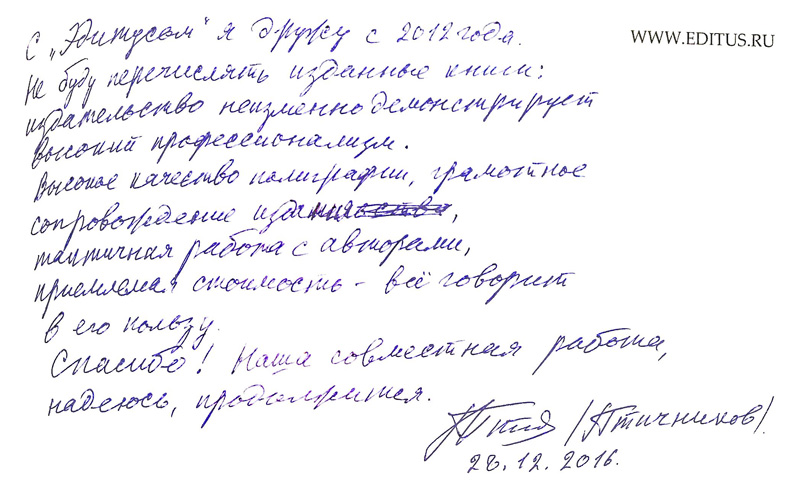 С „Эдитусом" я дружу с 2012 года.
WWW.EDITUS.RU
Не буду перечислять изданные книги:
издательство неизменно демонстрирует
высокий профессионализм.
Высокое качество полиграфии, грамотное
сопровождение издания,
тактичная работа с авторами,
приемлемая стоимость – всё говорит
в его пользу.
Спасибо! Наша совместная работа,
надеюсь, продолжится.
/Птичников/.
28.12.2016.